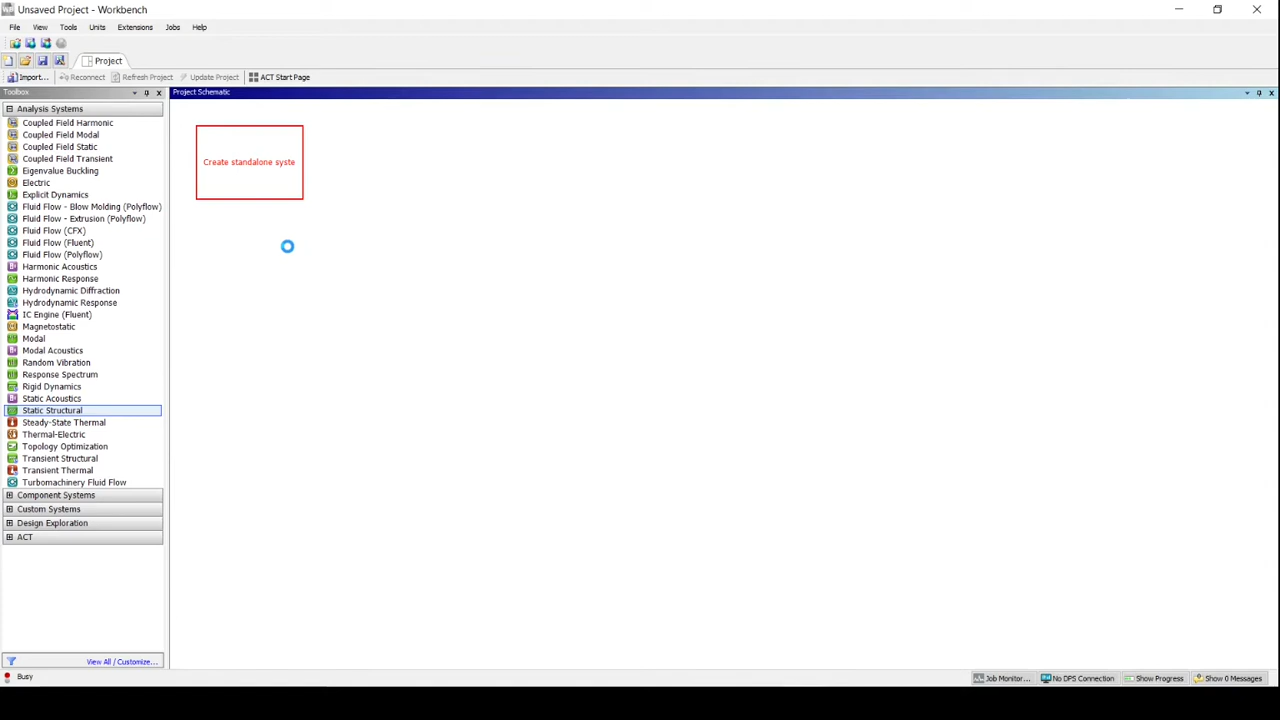 Unsaved Project - Workbench
File View Tools Units Extensions Jobs Help
Project
Import... Reconnect Refresh Project Update Project ACT Start Page
Toolbox
Project Schematic
Analysis Systems
Coupled Field Harmonic
Coupled Field Modal
Coupled Field Static
Coupled Field Transient
Eigenvalue Buckling
Electric
Explicit Dynamics
Fluid Flow - Blow Molding (Polyflow)
Fluid Flow - Extrusion (Polyflow)
Fluid Flow (CFX)
Fluid Flow (Fluent)
Fluid Flow (Polyflow)
Harmonic Acoustics
Harmonic Response
Hydrodynamic Diffraction
Hydrodynamic Response
IC Engine (Fluent)
Magnetostatic
Modal
Modal Acoustics
Random Vibration
Response Spectrum
Rigid Dynamics
Static Acoustics
Static Structural
Steady-State Thermal
Thermal-Electric
Topology Optimization
Transient Structural
Transient Thermal
Turbomachinery Fluid Flow
Component Systems
Custom Systems
Design Exploration
ACT
View All / Customize...
Create standalone syste
Busy
Job Monitor... No DPS Connection Show Progress Show 0 Messages